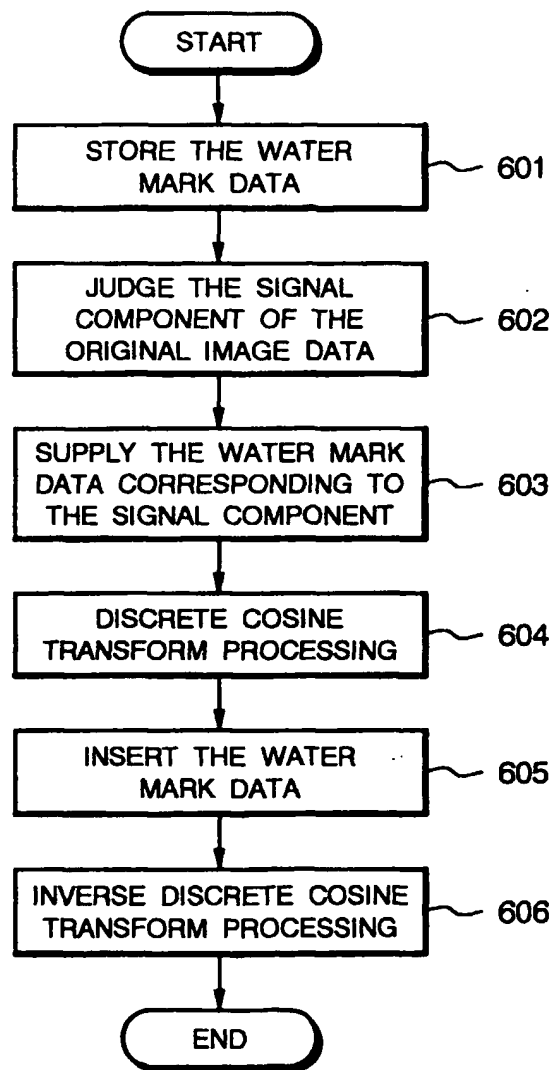 START
STORE THE WATER
MARK DATA
601
JUDGE THE SIGNAL
COMPONENT OF THE
ORIGINAL IMAGE DATA
602
SUPPLY THE WATER MARK
DATA CORRESPONDING TO
THE SIGNAL COMPONENT
603
DISCRETE COSINE
TRANSFORM PROCESSING
604
INSERT THE WATER
MARK DATA
605
INVERSE DISCRETE COSINE
TRANSFORM PROCESSING
606
END